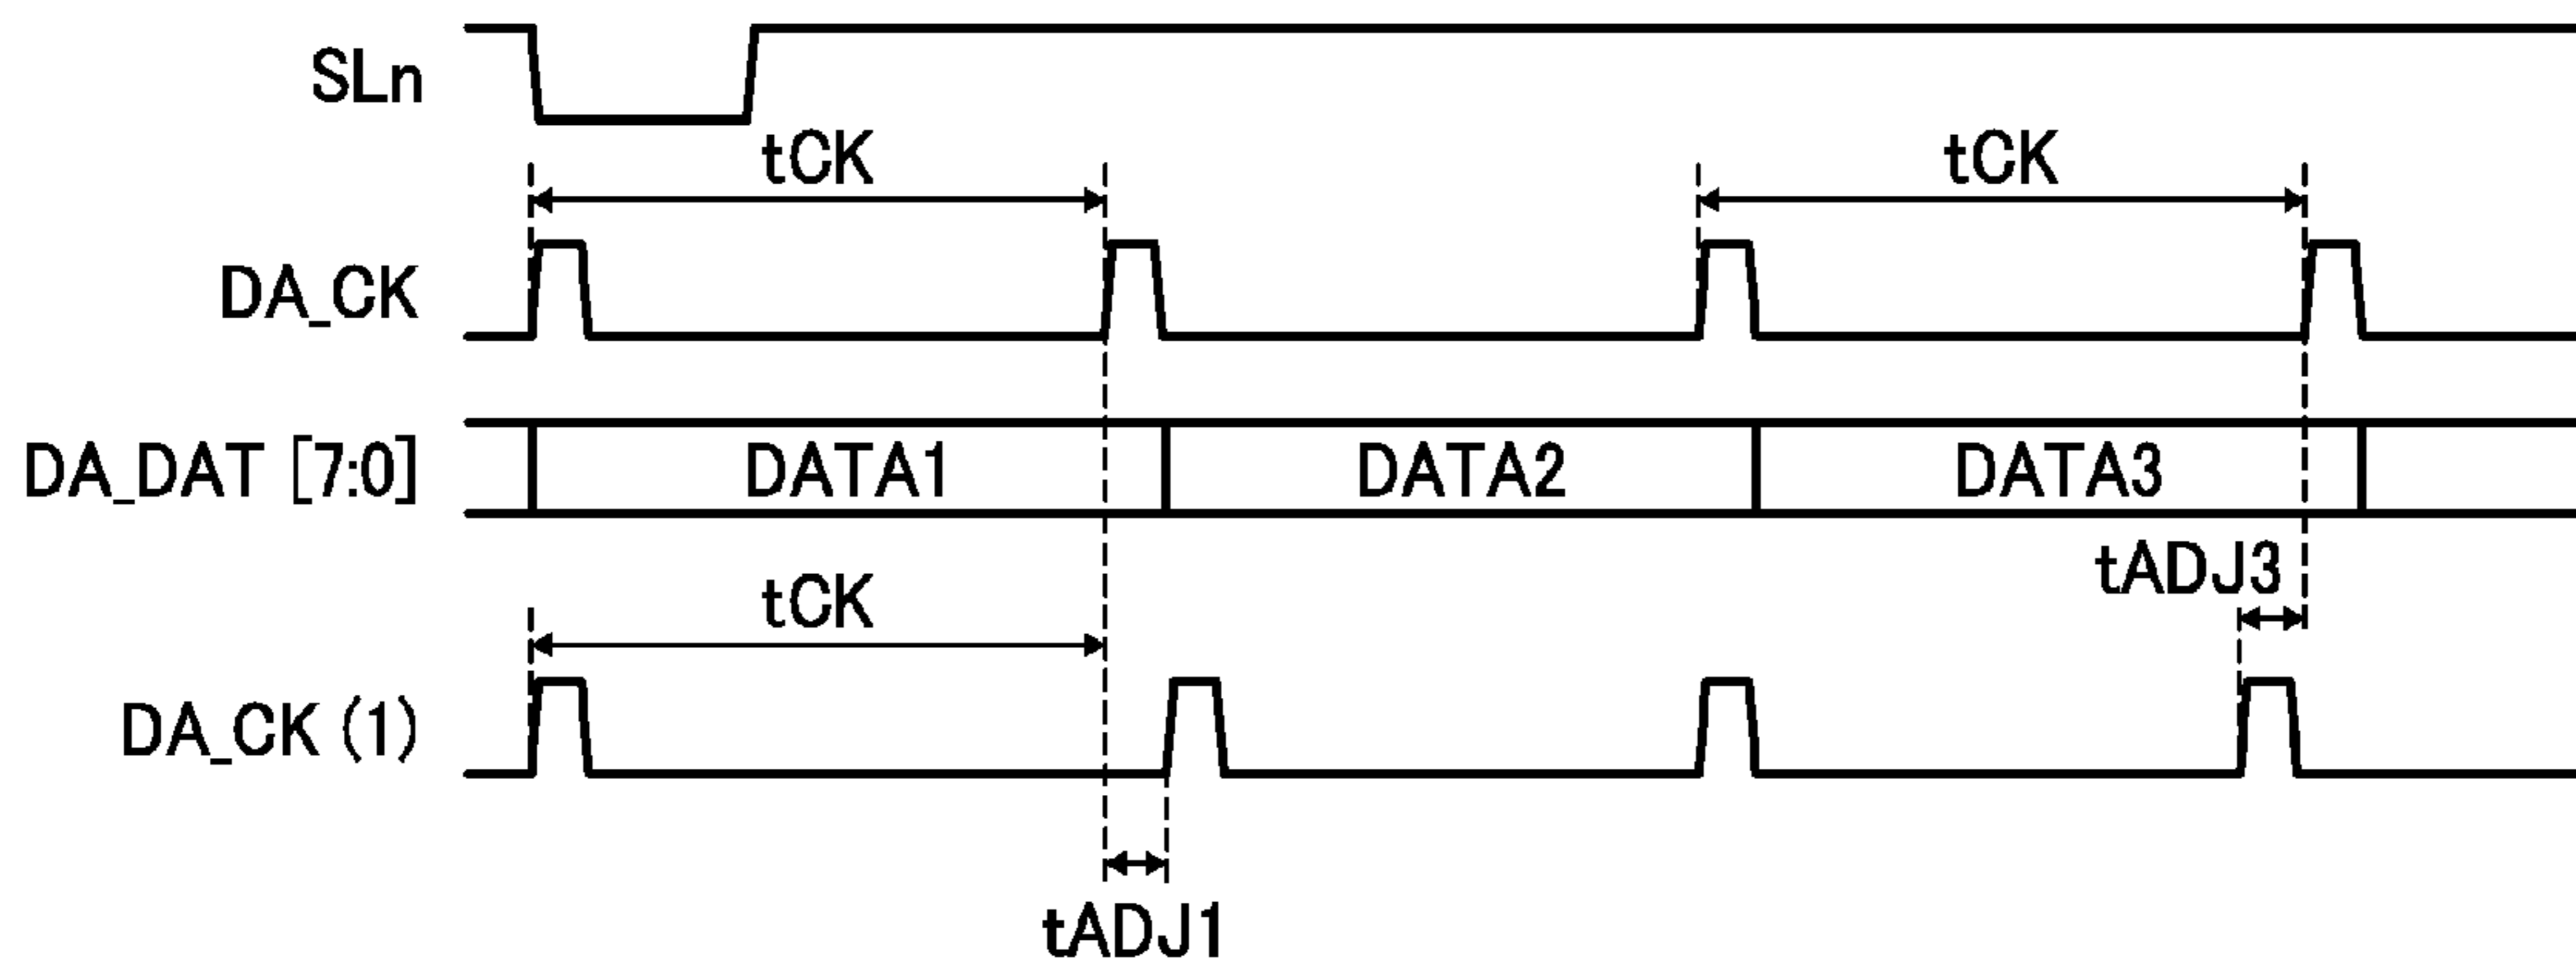 SLn
tCK
tCK
DA_CK
DA_DAT [7:0]
DATA1
DATA2
DATA3
tADJ3
tCK
DA_CK (1)
tADJ1